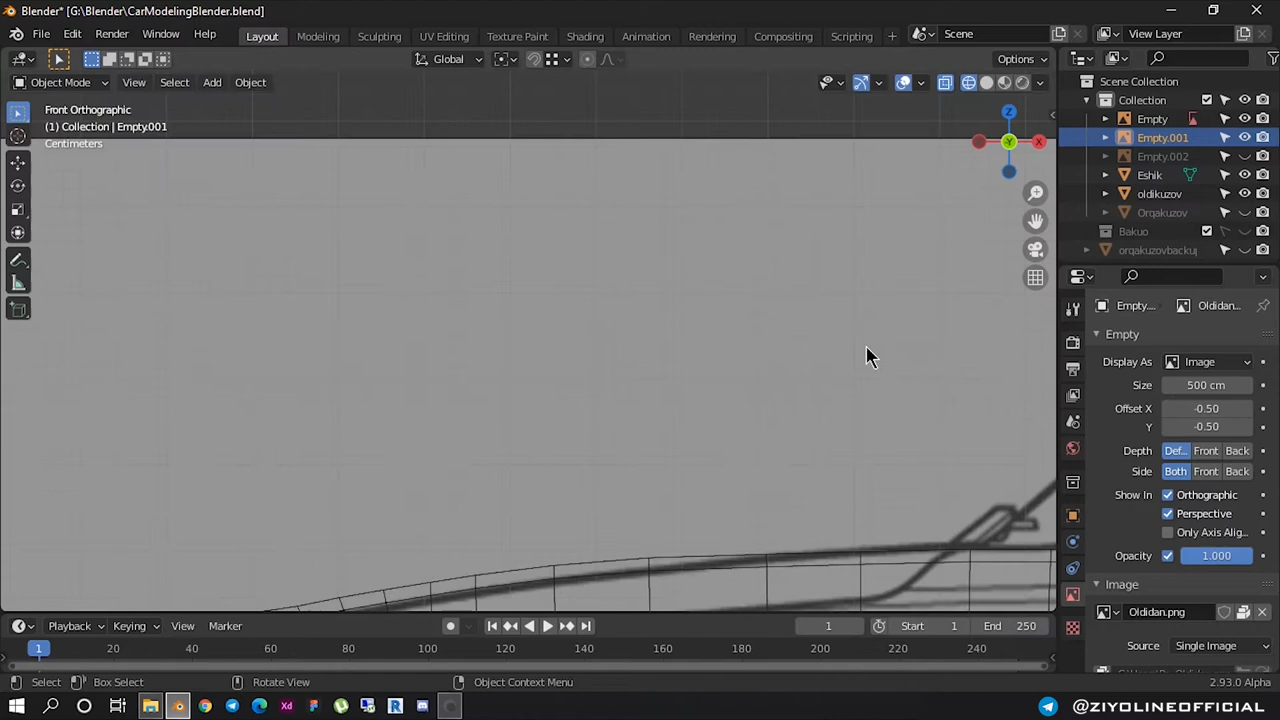 Blender* [G:\Blender\CarModelingBlender.blend]
File Edit Render Window Help Layout Modeling Sculpting UV Editing Texture Paint Shading Animation Rendering Compositing Scripting + Scene View Layer
Global Options
Object Mode View Select Add Object
Front Orthographic
(1) Collection | Empty.001
Centimeters
Z
Y
X
Scene Collection
Collection
Empty
Empty.001
Empty.002
Eshik
oldikuzov
Orqakuzov
Bakuo
orqakuzovbackuj
Empty.... Oldidan...
Empty
Display As Image
Size 500 cm
Offset X -0.50
Y -0.50
Depth Def... Front Back
Side Both Front Back
Show In Orthographic
Perspective
Only Axis Alig...
Opacity 1.000
Image
Oldidan.png
Source Single Image
Playback Keying View Marker 1 Start 1 End 250
1 20 40 60 80 100 120 140 160 180 200 220 240
Select Box Select Rotate View Object Context Menu 2.93.0 Alpha
@ZIYOLINEOFFICIAL